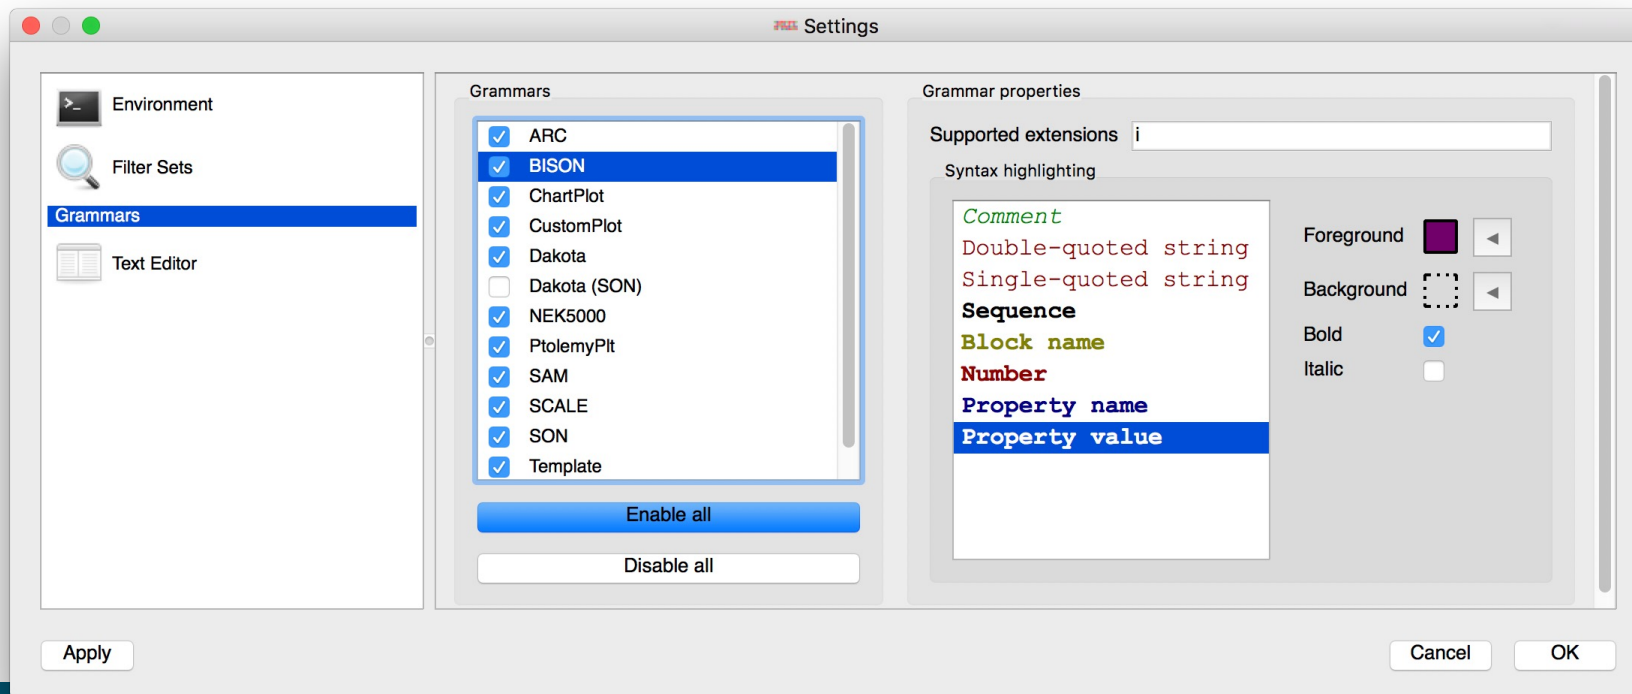 Settings
Environment
Filter Sets
Grammars
Text Editor
Grammars
ARC
BISON
ChartPlot
CustomPlot
Dakota
Dakota (SON)
NEK5000
PtolemyPlt
SAM
SCALE
SON
Template
Enable all
Disable all
Grammar properties
Supported extensions i
Syntax highlighting
Comment
Double-quoted string
Single-quoted string
Sequence
Block name
Number
Property name
Property value
Foreground
Background
Bold
Italic
Apply
Cancel
OK